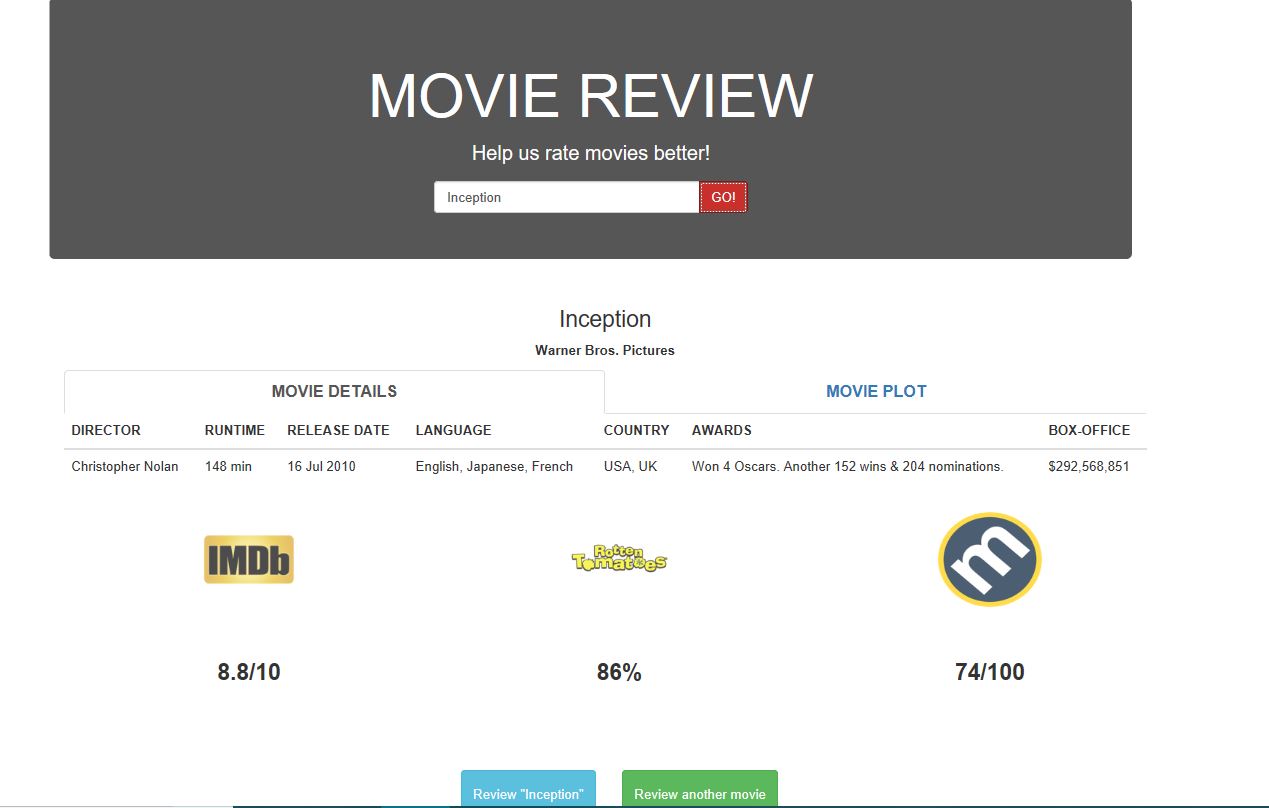 MOVIE REVIEW
Help us rate movies better!
Inception GO!
Inception
Warner Bros. Pictures
MOVIE DETAILS MOVIE PLOT
DIRECTOR RUNTIME RELEASE DATE LANGUAGE COUNTRY AWARDS BOX-OFFICE
Christopher Nolan 148 min 16 Jul 2010 English, Japanese, French USA, UK Won 4 Oscars. Another 152 wins & 204 nominations. $292,568,851
IMDb Rotten Tomatoes m
8.8/10 86% 74/100
Review "Inception" Review another movie